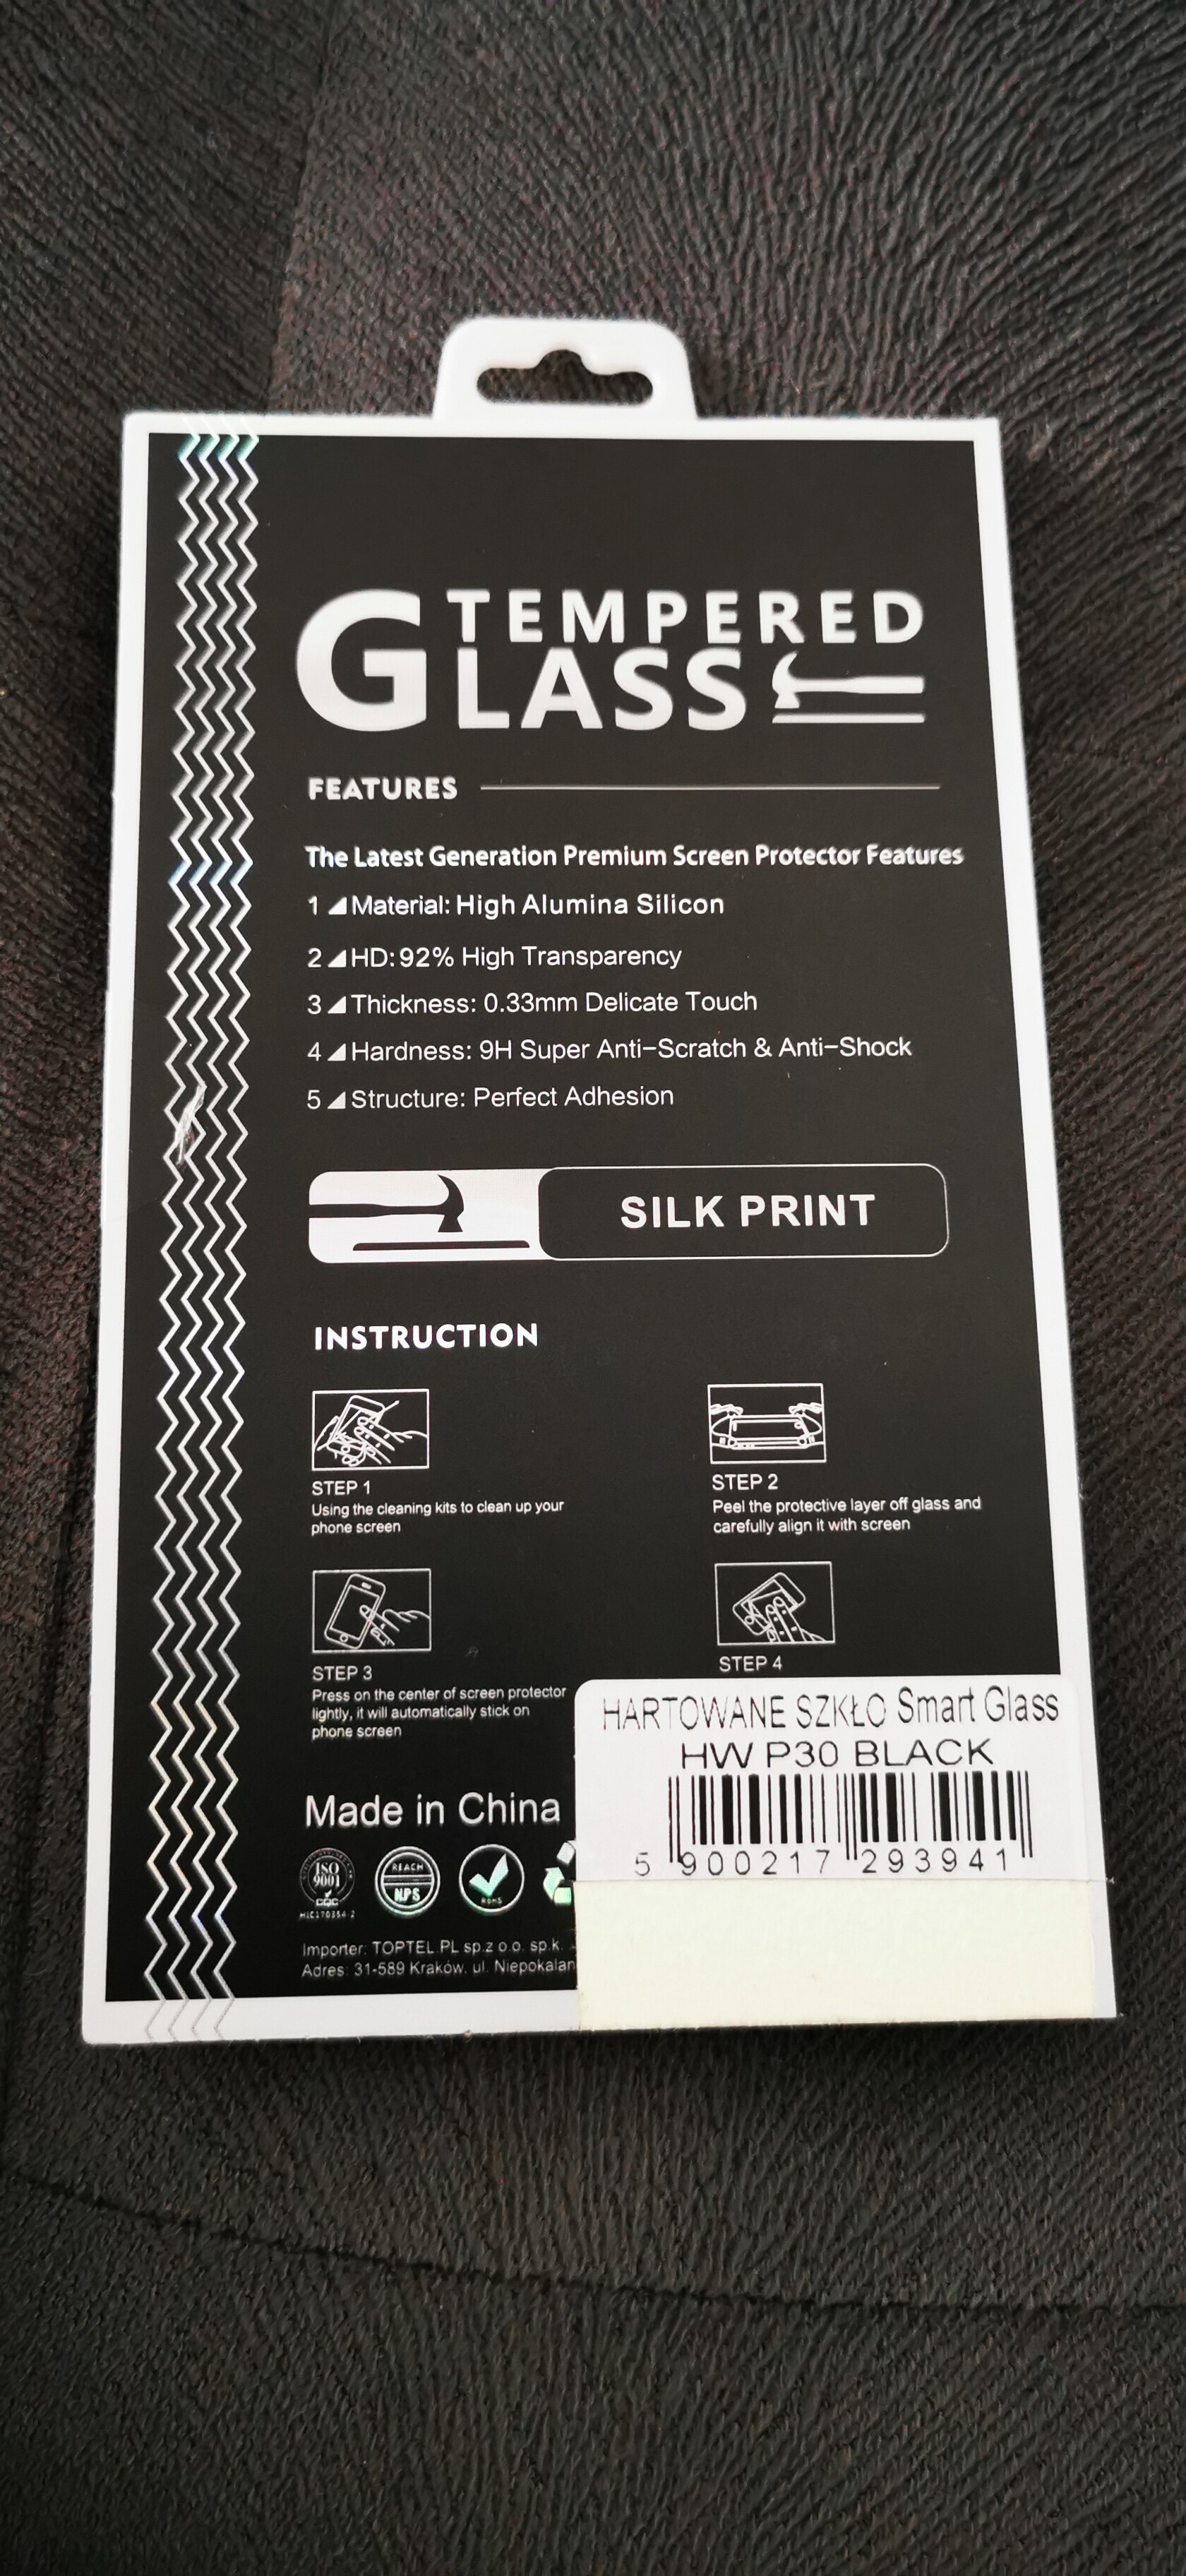 TEMPERED
GLASS
FEATURES
The Latest Generation Premium Screen Protector Features
1 Material: High Alumina Silicon
2 HD: 92% High Transparency
3 Thickness: 0.33mm Delicate Touch
4 Hardness: 9H Super Anti-Scratch & Anti-Shock
5 Structure: Perfect Adhesion
SILK PRINT
INSTRUCTION
STEP 1
Using the cleaning kits to clean up your
phone screen
STEP 2
Peel the protective layer off glass and
carefully align it with screen
STEP 3
Press on the center of screen protector
lightly, it will automatically stick on
phone screen
STEP 4
HARTOWANE SZKŁO Smart Glass
HW P30 BLACK
5 900217 293941
Made in China
ISO
9001
CQC
REACH
NPS
RoHS
Importer: TOPTEL.PL sp.z o.o. sp.k.
Adres: 31-589 Kraków, ul. Niepokalan